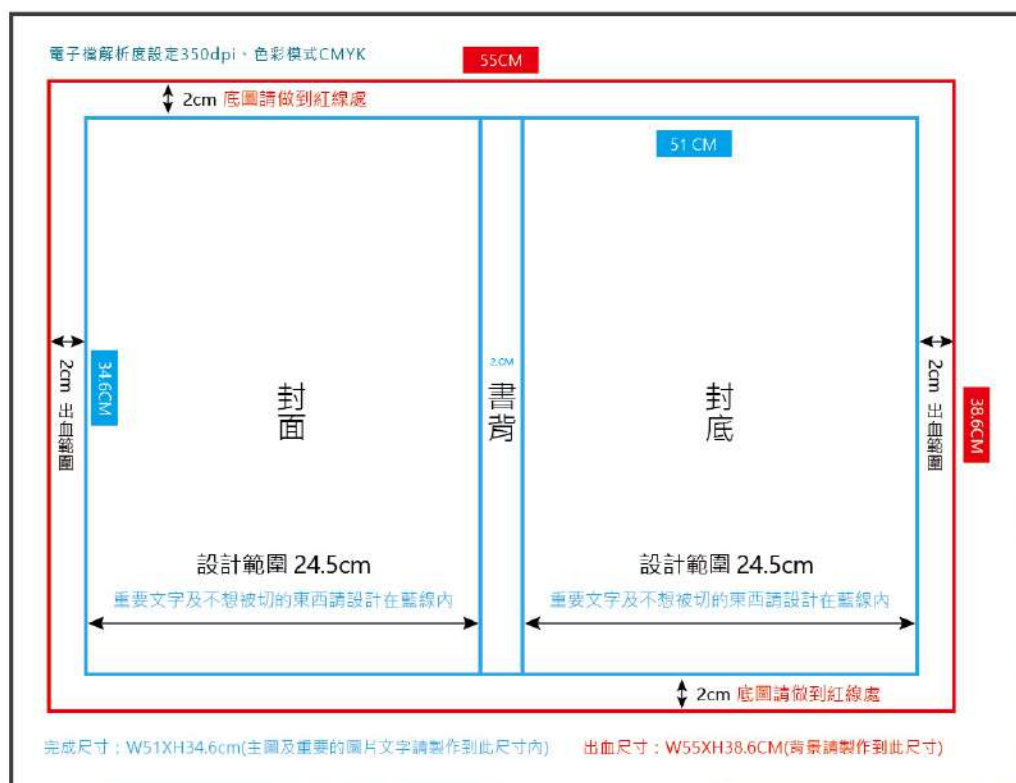 電子檔解析度設定350dpi、色彩模式CMYK
55CM
2cm 底圖請做到紅線處
51 CM
2cm 出血範圍
34.6CM
封面
2.CM
書背
封底
2cm 出血範圍
38.6CM
設計範圍 24.5cm
設計範圍 24.5cm
重要文字及不想被切的東西請設計在藍線內
重要文字及不想被切的東西請設計在藍線內
2cm 底圖請做到紅線處
完成尺寸：W51XH34.6cm(主圖及重要的圖片文字請製作到此尺寸內)
出血尺寸：W55XH38.6CM(背景請製作到此尺寸)